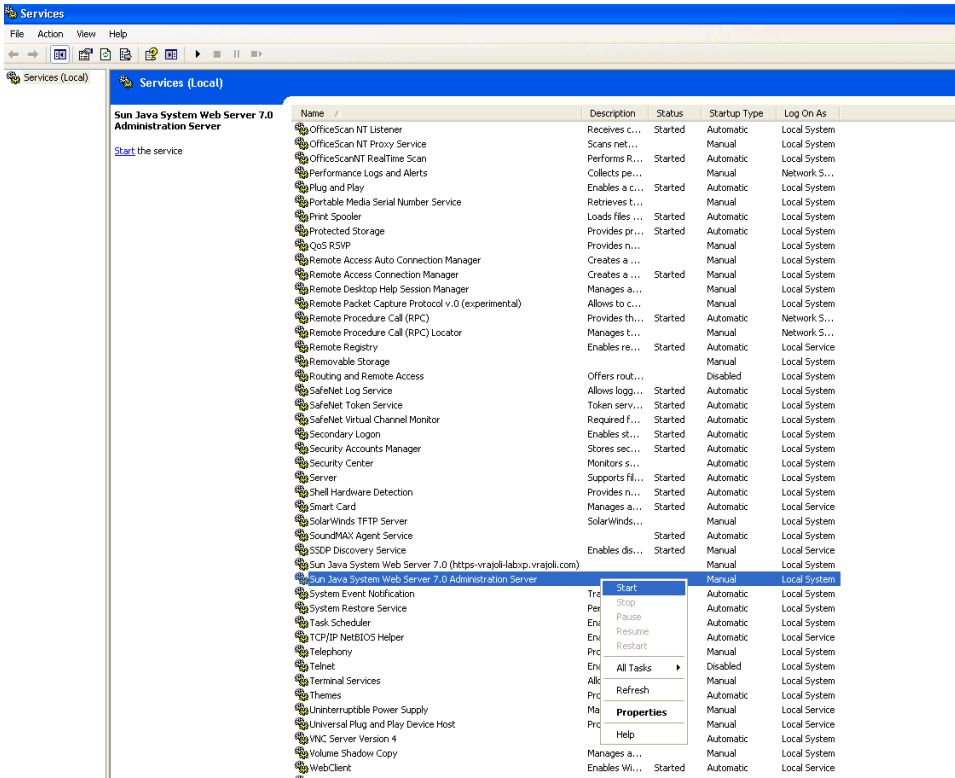 Services
File Action View Help
Services (Local)
Services (Local)
Sun Java System Web Server 7.0
Administration Server
Start the service
Name Description Status Startup Type Log On As
OfficeScan NT Listener Receives c... Started Automatic Local System
OfficeScan NT Proxy Service Scans net... Manual Local System
OfficeScanNT RealTime Scan Performs R... Started Automatic Local System
Performance Logs and Alerts Collects pe... Manual Network S...
Plug and Play Enables a c... Started Automatic Local System
Portable Media Serial Number Service Retrieves t... Manual Local System
Print Spooler Loads files ... Started Automatic Local System
Protected Storage Provides pr... Started Automatic Local System
QoS RSVP Provides n... Manual Local System
Remote Access Auto Connection Manager Creates a ... Manual Local System
Remote Access Connection Manager Creates a ... Started Manual Local System
Remote Desktop Help Session Manager Manages a... Manual Local System
Remote Packet Capture Protocol v.0 (experimental) Allows to c... Manual Local System
Remote Procedure Call (RPC) Provides th... Started Automatic Network S...
Remote Procedure Call (RPC) Locator Manages t... Manual Network S...
Remote Registry Enables re... Started Automatic Local Service
Removable Storage Manual Local System
Routing and Remote Access Offers rout... Disabled Local System
SafeNet Log Service Allows logg... Started Automatic Local System
SafeNet Token Service Token serv... Started Automatic Local System
SafeNet Virtual Channel Monitor Required f... Started Automatic Local System
Secondary Logon Enables st... Started Automatic Local System
Security Accounts Manager Stores sec... Started Automatic Local System
Security Center Monitors s... Automatic Local System
Server Supports fil... Started Automatic Local System
Shell Hardware Detection Provides n... Started Automatic Local System
Smart Card Manages a... Started Automatic Local Service
SolarWinds TFTP Server SolarWinds... Manual Local System
SoundMAX Agent Service Started Automatic Local System
SSDP Discovery Service Enables dis... Started Manual Local Service
Sun Java System Web Server 7.0 (https-vrajoli-labxp.vrajoli.com) Manual Local System
Sun Java System Web Server 7.0 Administration Server Manual Local System
System Event Notification Tra Automatic Local System
System Restore Service Per Automatic Local System
Task Scheduler Ena Automatic Local System
TCP/IP NetBIOS Helper Ena Automatic Local Service
Telephony Pro Manual Local System
Telnet Ena Disabled Local System
Terminal Services Allo Manual Local System
Themes Pro Automatic Local System
Uninterruptible Power Supply Ma Manual Local Service
Universal Plug and Play Device Host Pro Manual Local Service
VNC Server Version 4 Automatic Local System
Volume Shadow Copy Manages a... Manual Local System
WebClient Enables Wi... Started Automatic Local Service
Start
Stop
Pause
Resume
Restart
All Tasks
Refresh
Properties
Help